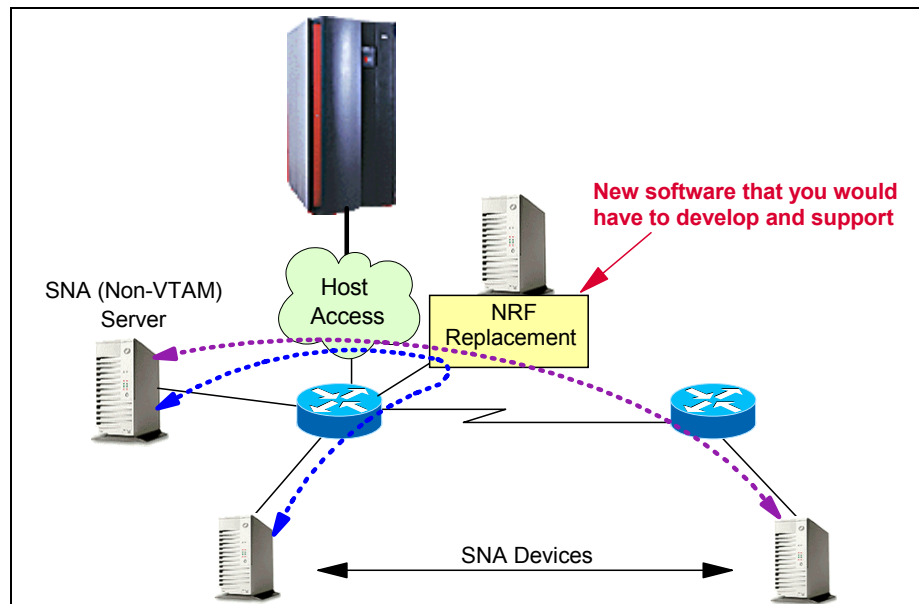 New software that you would
have to develop and support
SNA (Non-VTAM)
Server
Host
Access
NRF
Replacement
SNA Devices